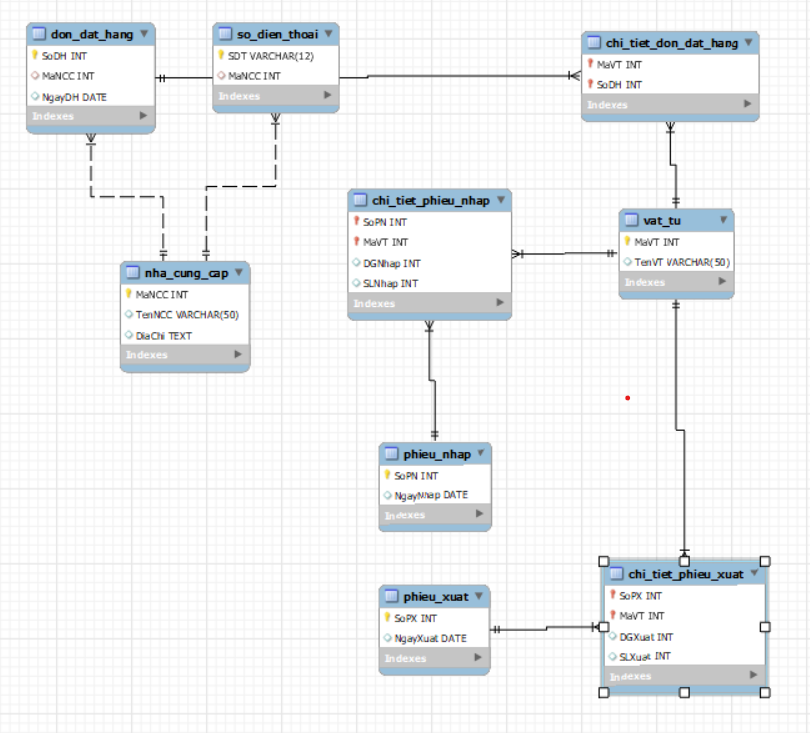 don_dat_hang
SoDH INT
MaNCC INT
NgayDH DATE
Indexes
so_dien_thoai
SDT VARCHAR(12)
MaNCC INT
Indexes
chi_tiet_don_dat_hang
MaVT INT
SoDH INT
Indexes
chi_tiet_phieu_nhap
SoPN INT
MaVT INT
DGNhap INT
SLNhap INT
Indexes
vat_tu
MaVT INT
TenVT VARCHAR(50)
Indexes
nha_cung_cap
MaNCC INT
TenNCC VARCHAR(50)
DiaChi TEXT
Indexes
phieu_nhap
SoPN INT
NgayNhap DATE
Indexes
phieu_xuat
SoPX INT
NgayXuat DATE
Indexes
chi_tiet_phieu_xuat
SoPX INT
MaVT INT
DGXuat INT
SLXuat INT
Indexes